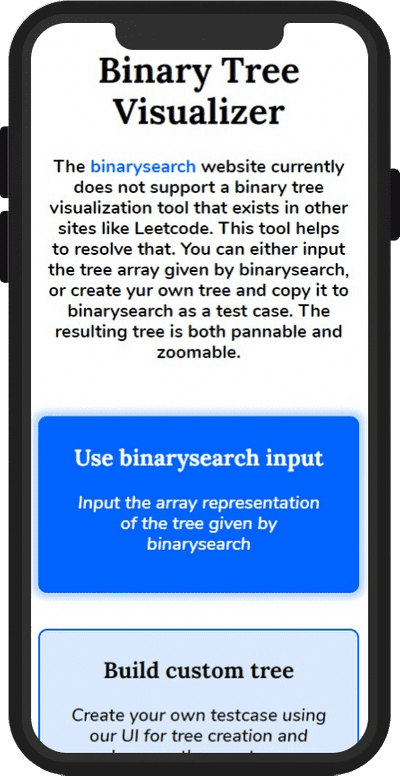 Binary Tree
Visualizer
The binarysearch website currently
does not support a binary tree
visualization tool that exists in other
sites like Leetcode. This tool helps
to resolve that. You can either input
the tree array given by binarysearch,
or create yur own tree and copy it to
binarysearch as a test case. The
resulting tree is both pannable and
zoomable.
Use binarysearch input
Input the array representation
of the tree given by
binarysearch
Build custom tree
Create your own testcase using
our UI for tree creation and